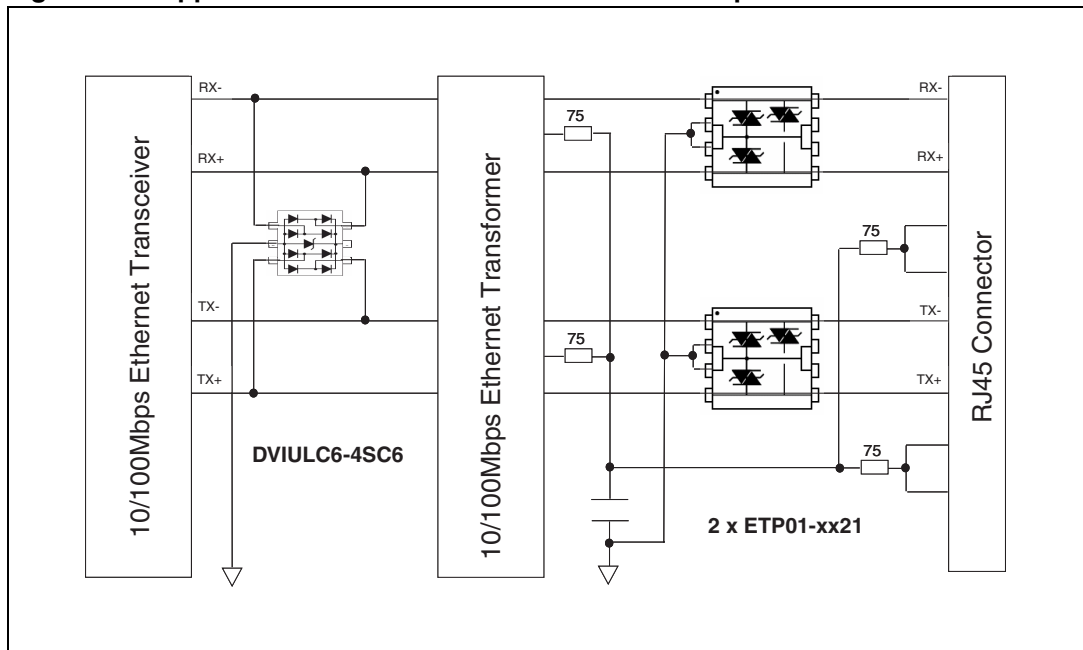 RX-
RX+
TX-
TX+
10/100Mbps Ethernet Transceiver
DVIULC6-4SC6
10/100Mbps Ethernet Transformer
75
75
75
75
2 x ETP01-xx21
RX-
RX+
TX-
TX+
RJ45 Connector